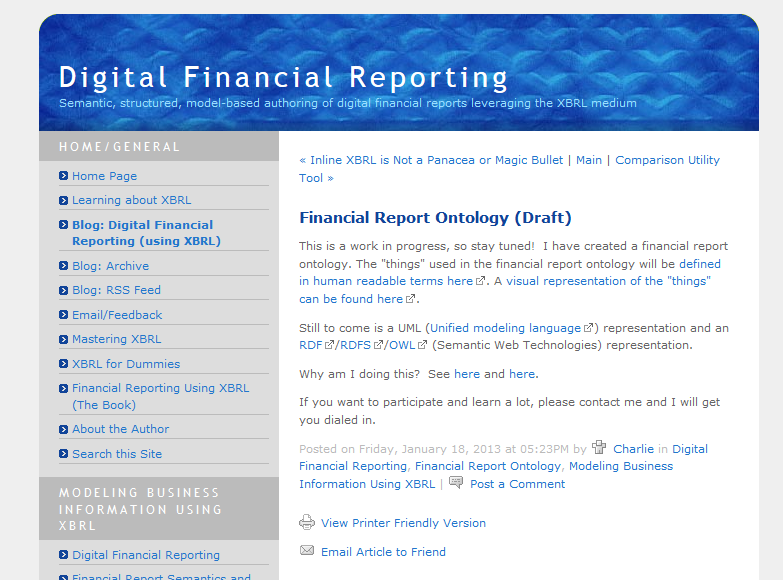 Digital Financial Reporting
Semantic, structured, model-based authoring of digital financial reports leveraging the XBRL medium
HOME/GENERAL
Home Page
Learning about XBRL
Blog: Digital Financial
Reporting (using XBRL)
Blog: Archive
Blog: RSS Feed
Email/Feedback
Mastering XBRL
XBRL for Dummies
Financial Reporting Using XBRL
(The Book)
About the Author
Search this Site
MODELING BUSINESS
INFORMATION USING
XBRL
Digital Financial Reporting
Financial Report Semantics and
« Inline XBRL is Not a Panacea or Magic Bullet | Main | Comparison Utility
Tool »
Financial Report Ontology (Draft)
This is a work in progress, so stay tuned!  I have created a financial report
ontology. The "things" used in the financial report ontology will be defined
in human readable terms here. A visual representation of the "things"
can be found here.
Still to come is a UML (Unified modeling language) representation and an
RDF/RDFS/OWL (Semantic Web Technologies) representation.
Why am I doing this?  See here and here.
If you want to participate and learn a lot, please contact me and I will get
you dialed in.
Posted on Friday, January 18, 2013 at 05:23PM by Charlie in Digital
Financial Reporting, Financial Report Ontology, Modeling Business
Information Using XBRL | Post a Comment
View Printer Friendly Version
Email Article to Friend